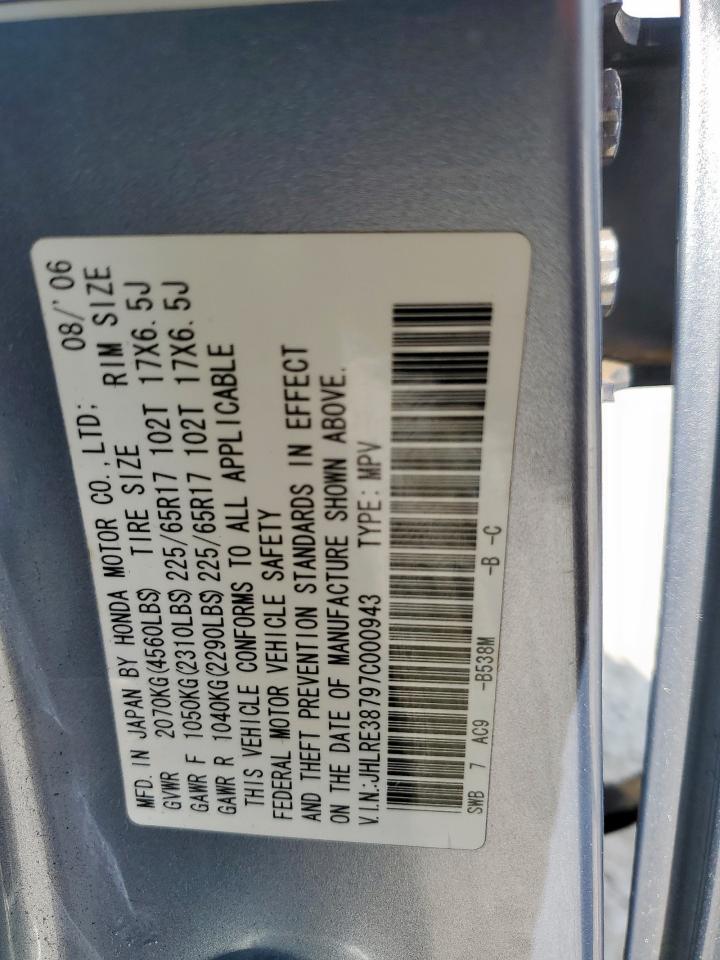 MFD. IN JAPAN BY HONDA MOTOR CO., LTD; 08/'06
GVWR 2070KG(4560LBS) TIRE SIZE RIM SIZE
GAWR F 1050KG(2310LBS) 225/65R17 102T 17X6.5J
GAWR R 1040KG(2290LBS) 225/65R17 102T 17X6.5J
THIS VEHICLE CONFORMS TO ALL APPLICABLE
FEDERAL MOTOR VEHICLE SAFETY
AND THEFT PREVENTION STANDARDS IN EFFECT
ON THE DATE OF MANUFACTURE SHOWN ABOVE.
V.IN:JHLRE38797C000943 TYPE: MPV
SWB 7 AC9 -B538M -B -C